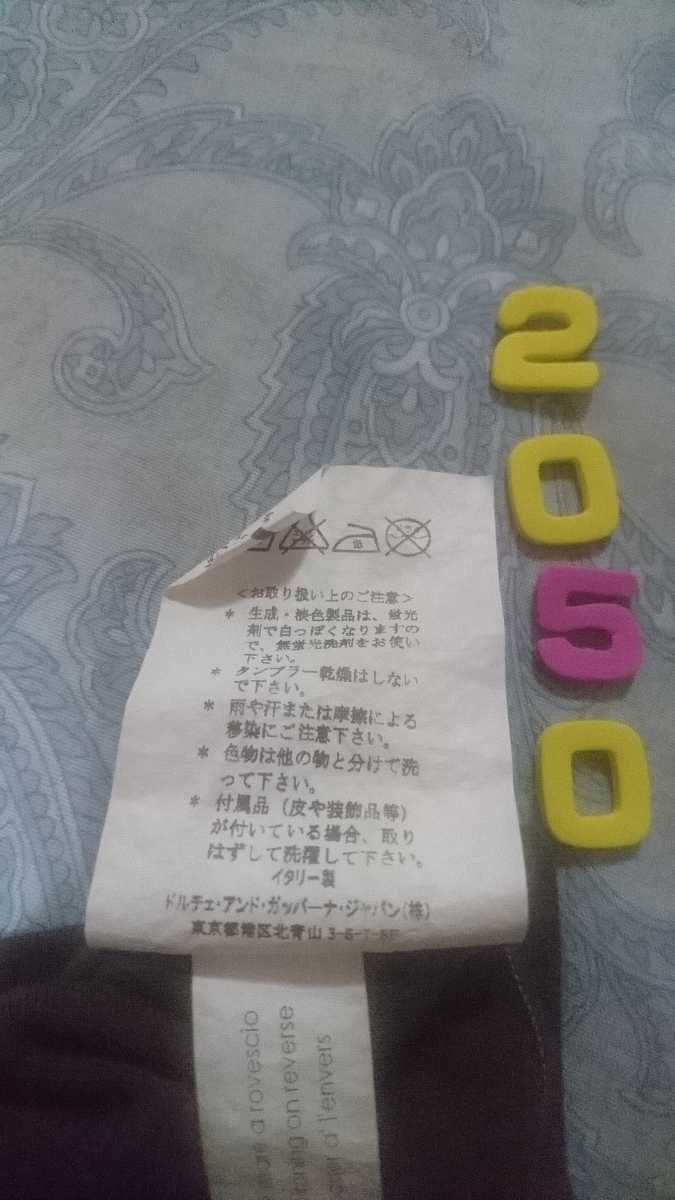 2
0
5
0
<お取り扱い上のご注意>
* 生成・淡色製品は、蛍光
剤で白っぽくなりますの
で、無蛍光洗剤をお使い
下さい。
* タンブラー乾燥はしない
で下さい。
* 雨や汗または摩擦による
移染にご注意下さい。
* 色物は他の物と分けて洗
って下さい。
* 付属品(皮や装飾品等)
が付いている場合、取り
はずして洗濯して下さい。
イタリー製
ドルチェ・アンド・ガッバーナ・ジャパン(株)
東京都港区北青山
a rovescio
on reverse
à l'envers